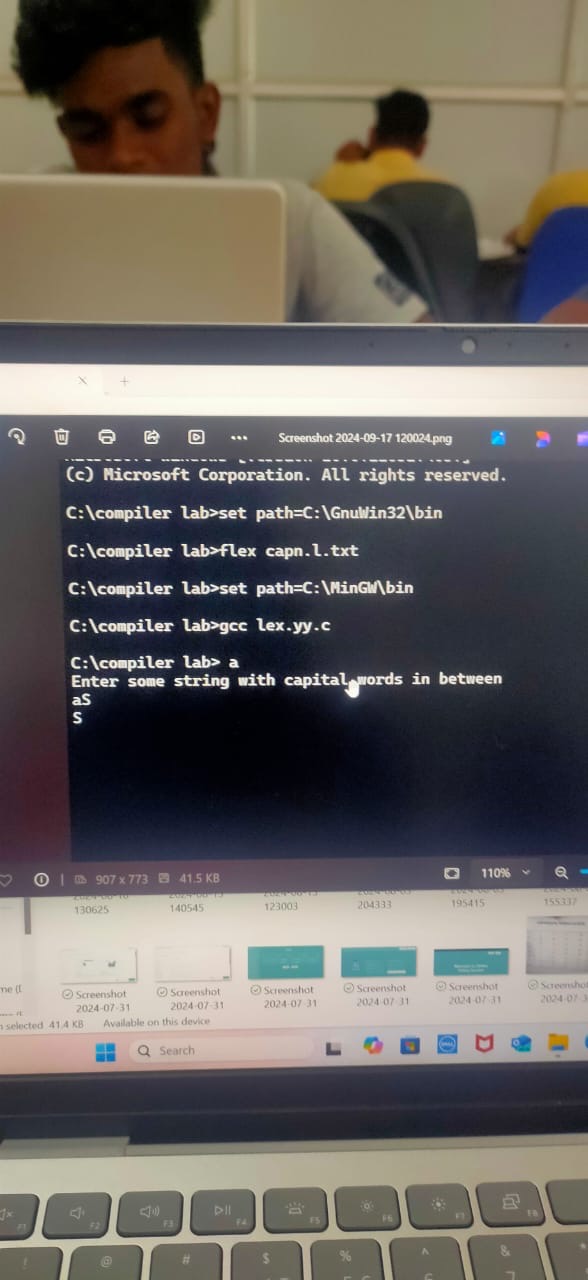 Screenshot 2024-09-17 120024.png
(c) Microsoft Corporation. All rights reserved.
C:\compiler lab>set path=C:\GnuWin32\bin
C:\compiler lab>flex capn.l.txt
C:\compiler lab>set path=C:\MinGW\bin
C:\compiler lab>gcc lex.yy.c
C:\compiler lab> a
Enter some string with capital words in between
aS
S
907 x 773 41.5 KB 110%
130625 140545 123003 204333 195415 155337
Screenshot Screenshot Screenshot Screenshot Screenshot Screenshot
2024-07-31 2024-07-31 2024-07-31 2024-07-31 2024-07-31
selected 41.4 KB Available on this device
Search
F1 F2 F3 F4 F5 F6 F7 F8
! @ # $ % ^ &